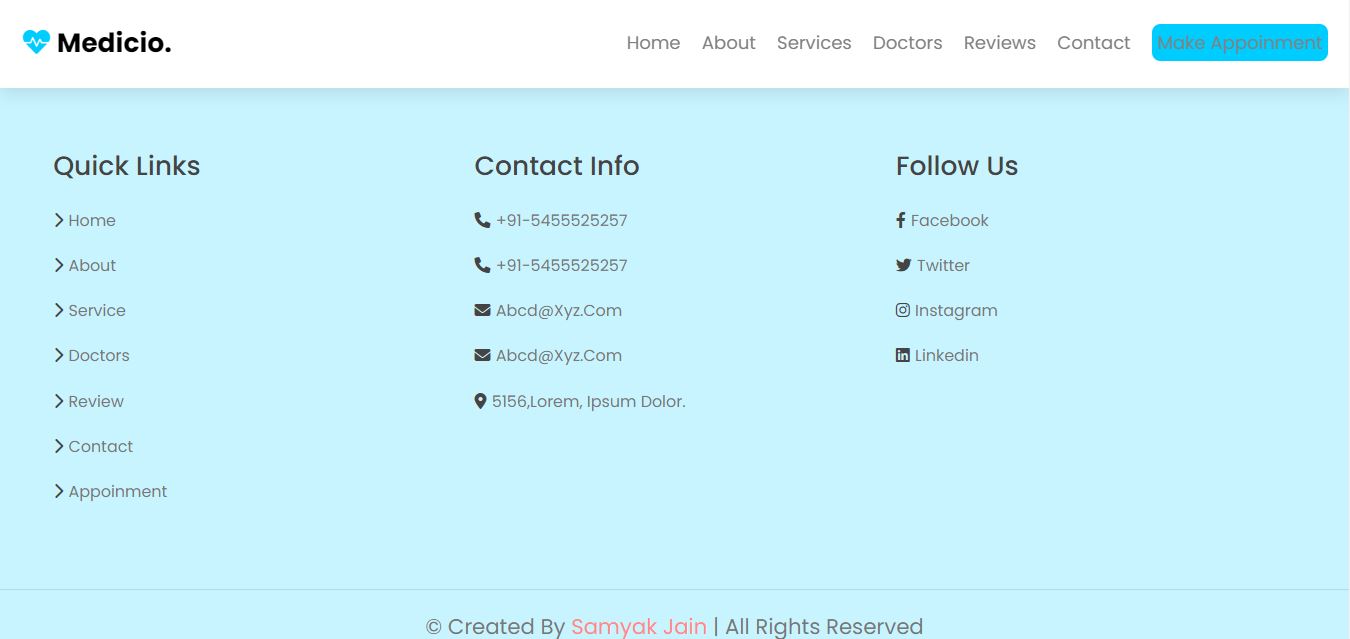 Medicio.
Home About Services Doctors Reviews Contact Make Appoinment
Quick Links
Home
About
Service
Doctors
Review
Contact
Appoinment
Contact Info
+91-5455525257
+91-5455525257
Abcd@Xyz.Com
Abcd@Xyz.Com
5156,Lorem, Ipsum Dolor.
Follow Us
Facebook
Twitter
Instagram
Linkedin
© Created By Samyak Jain | All Rights Reserved